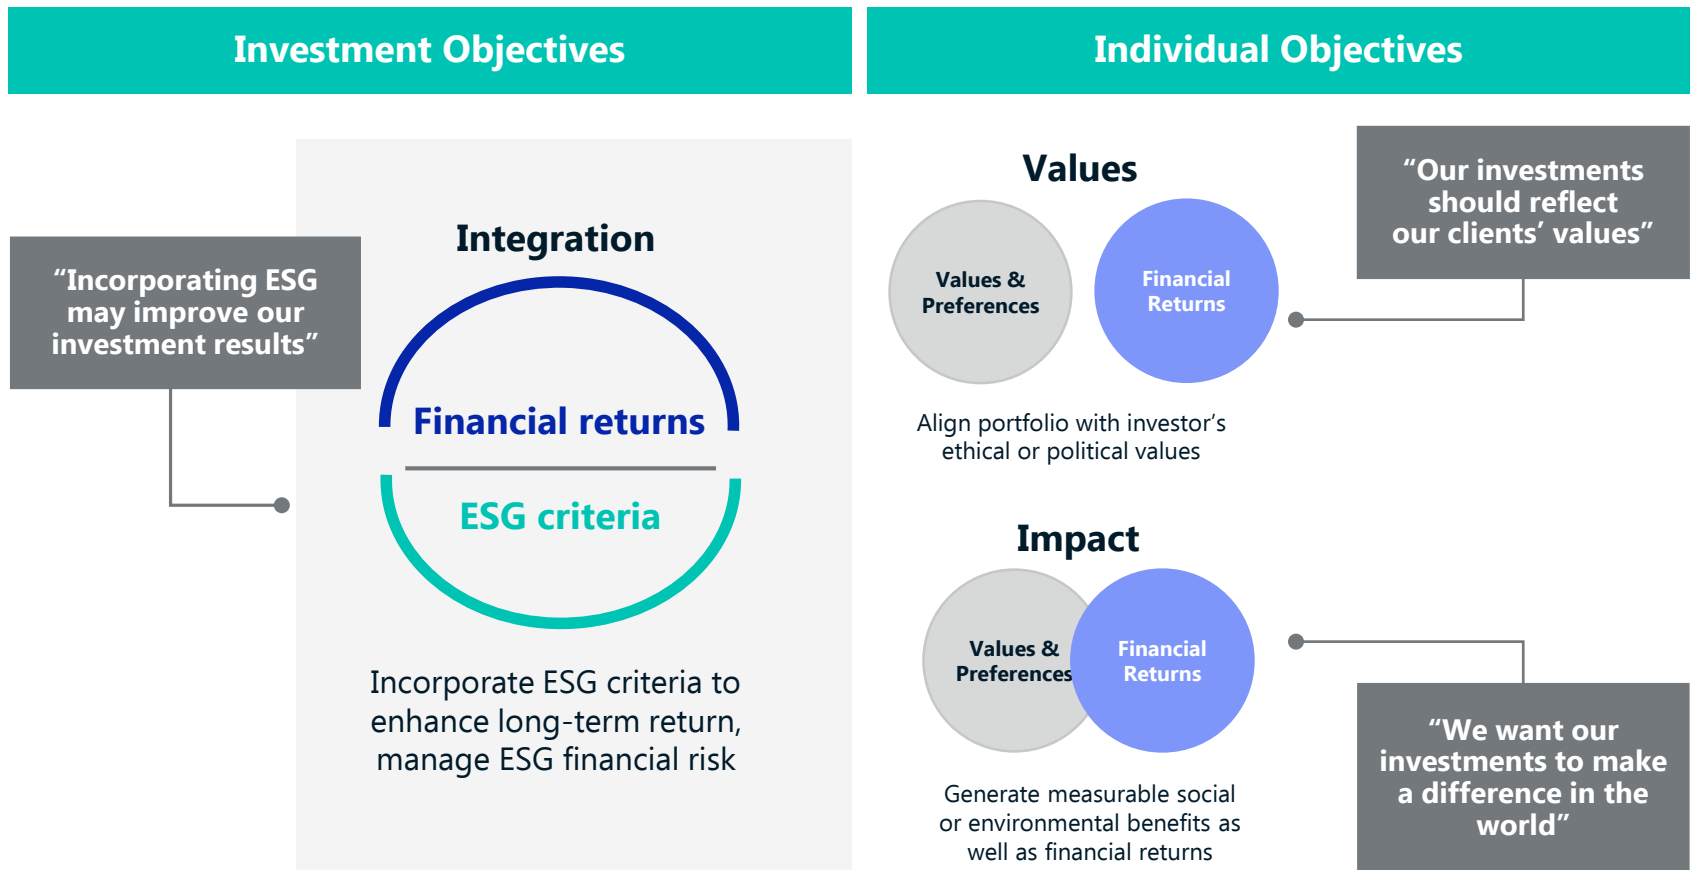 Investment Objectives
Individual Objectives
“Incorporating ESG
may improve our
investment results”
Integration
Financial returns
ESG criteria
Incorporate ESG criteria to
enhance long-term return,
manage ESG financial risk
Values
Values &
Preferences
Financial
Returns
“Our investments
should reflect
our clients’ values”
Align portfolio with investor’s
ethical or political values
Impact
Values &
Preferences
Financial
Returns
“We want our
investments to make
a difference in the
world”
Generate measurable social
or environmental benefits as
well as financial returns